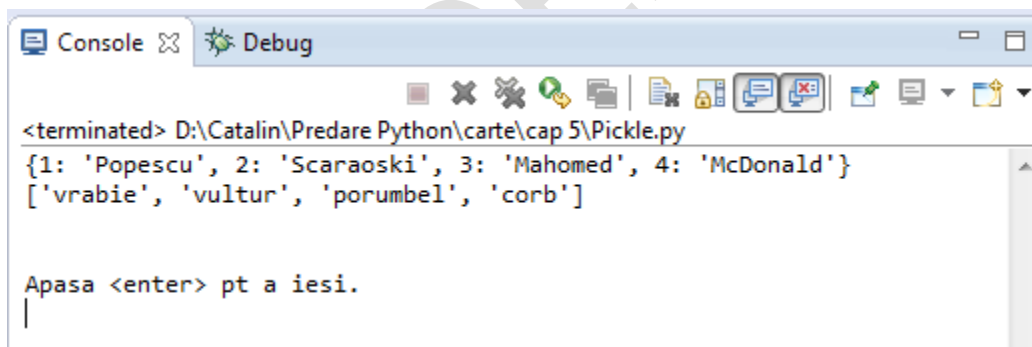 Console Debug
<terminated> D:\Catalin\Predare Python\carte\cap 5\Pickle.py
{1: 'Popescu', 2: 'Scaraoski', 3: 'Mahomed', 4: 'McDonald'}
['vrabie', 'vultur', 'porumbel', 'corb']
Apasa <enter> pt a iesi.